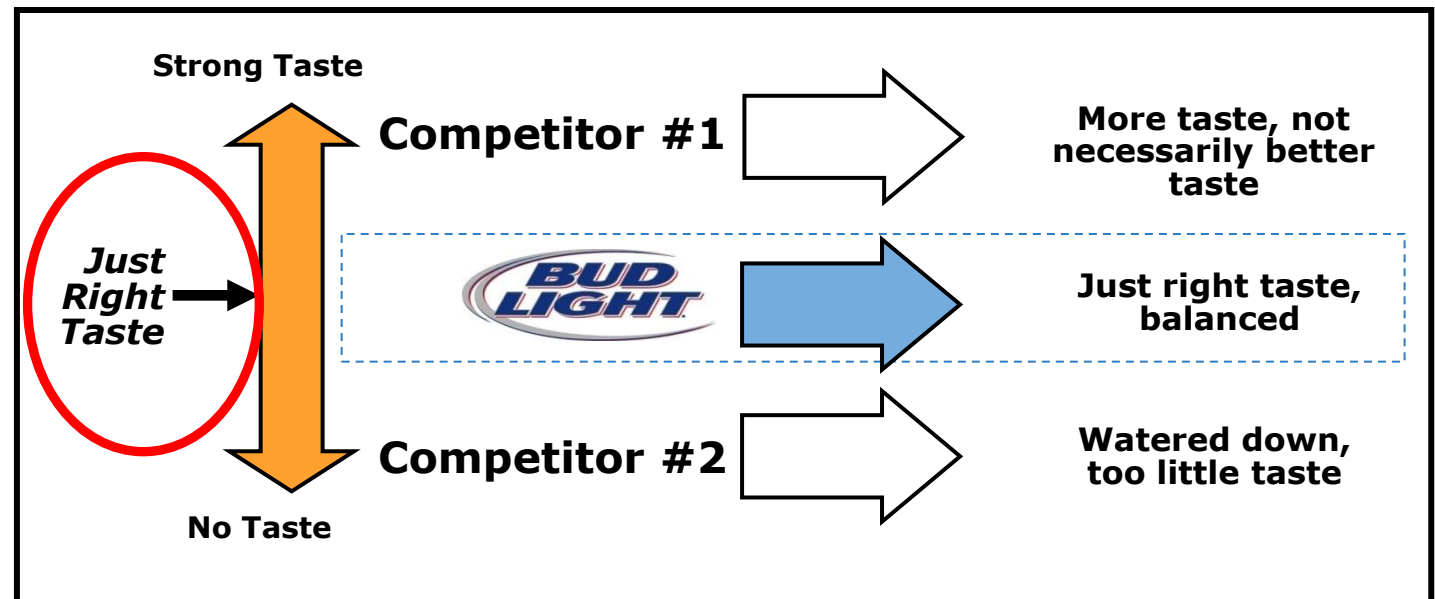 Strong Taste
Competitor #1
More taste, not
necessarily better
taste
Just
Right
Taste
BUD
LIGHT
Just right taste,
balanced
Competitor #2
Watered down,
too little taste
No Taste